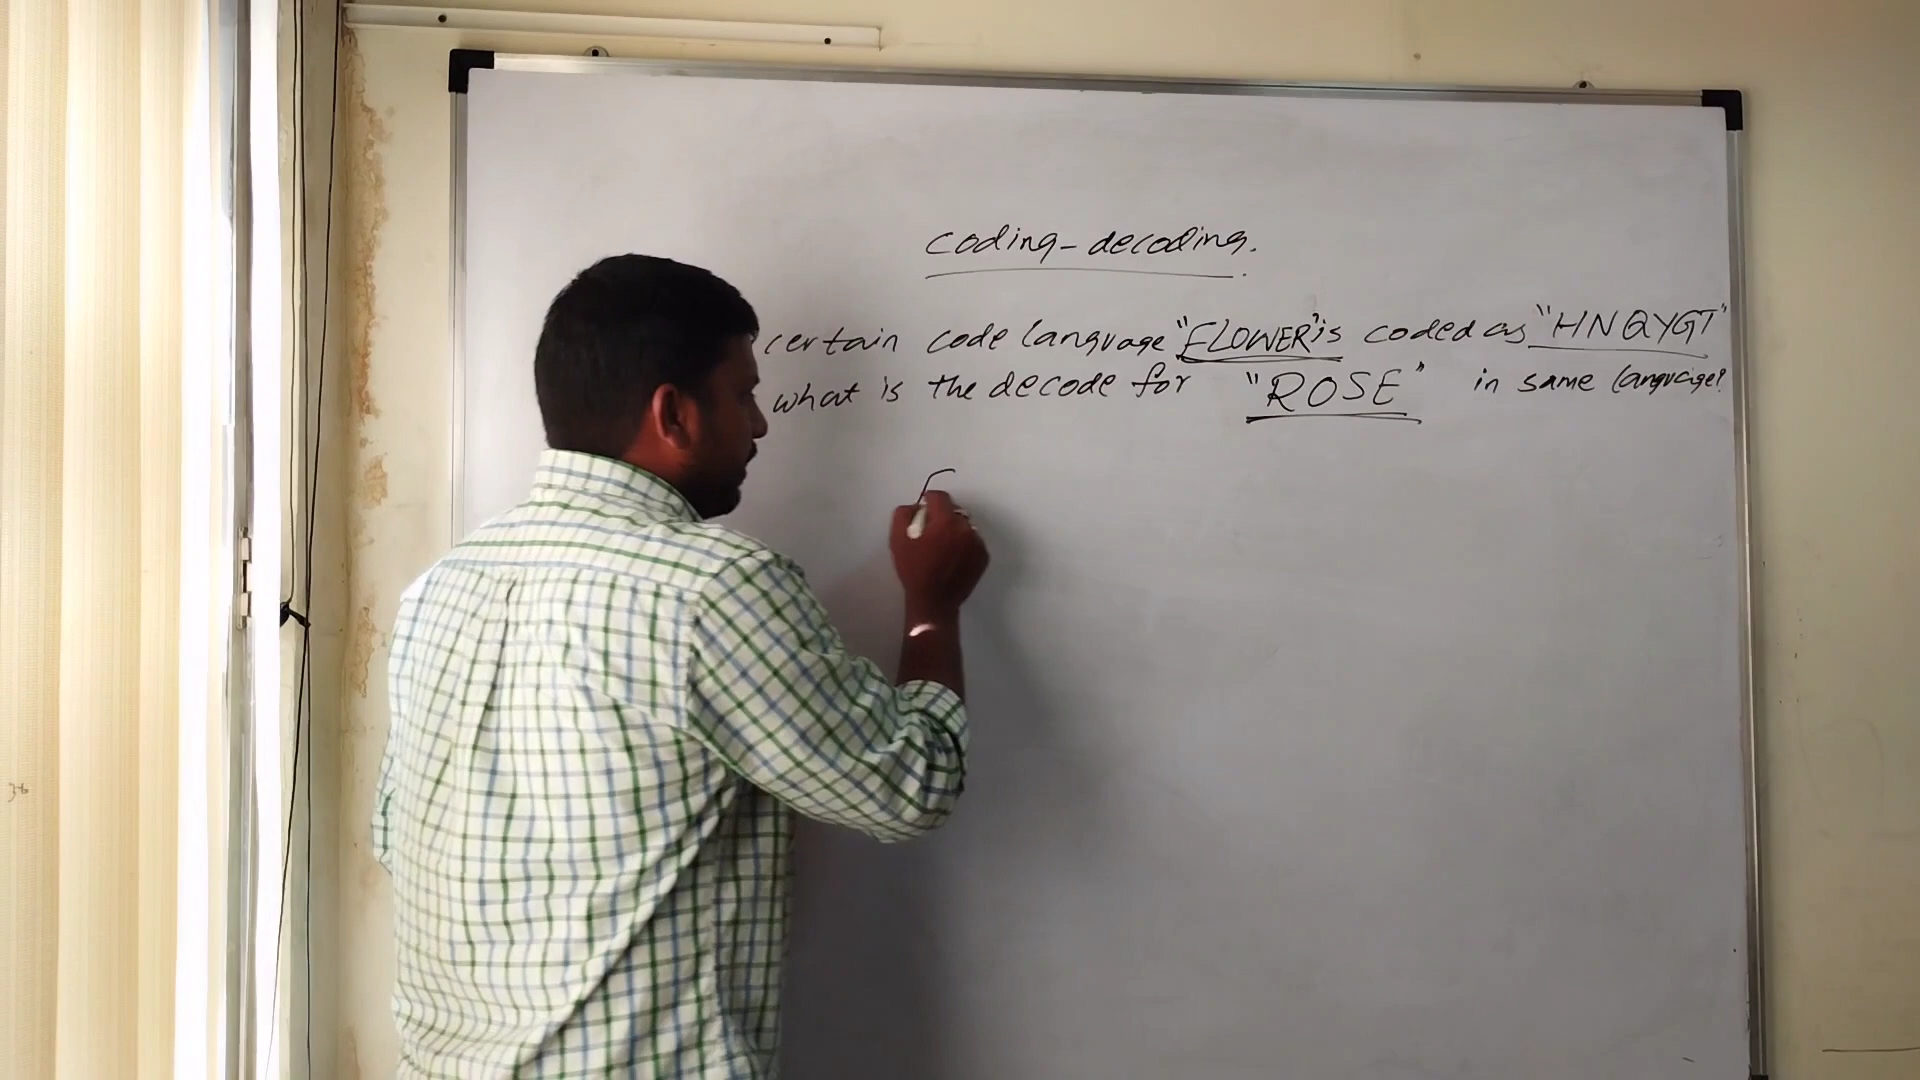 coding-decoding.
certain code language "FLOWER" is coded as "HNQYGT"
what is the decode for "ROSE" in same language?